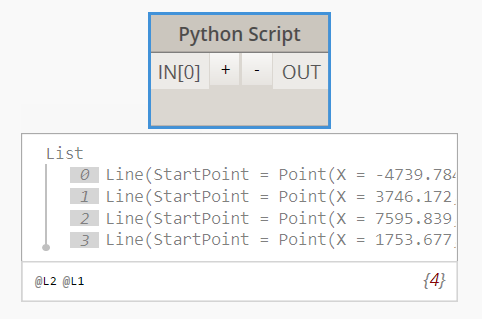 Python Script
IN[0] + - OUT
List
0 Line(StartPoint = Point(X = -4739.784
1 Line(StartPoint = Point(X = 3746.172,
2 Line(StartPoint = Point(X = 7595.839,
3 Line(StartPoint = Point(X = 1753.677,
@L2 @L1 {4}